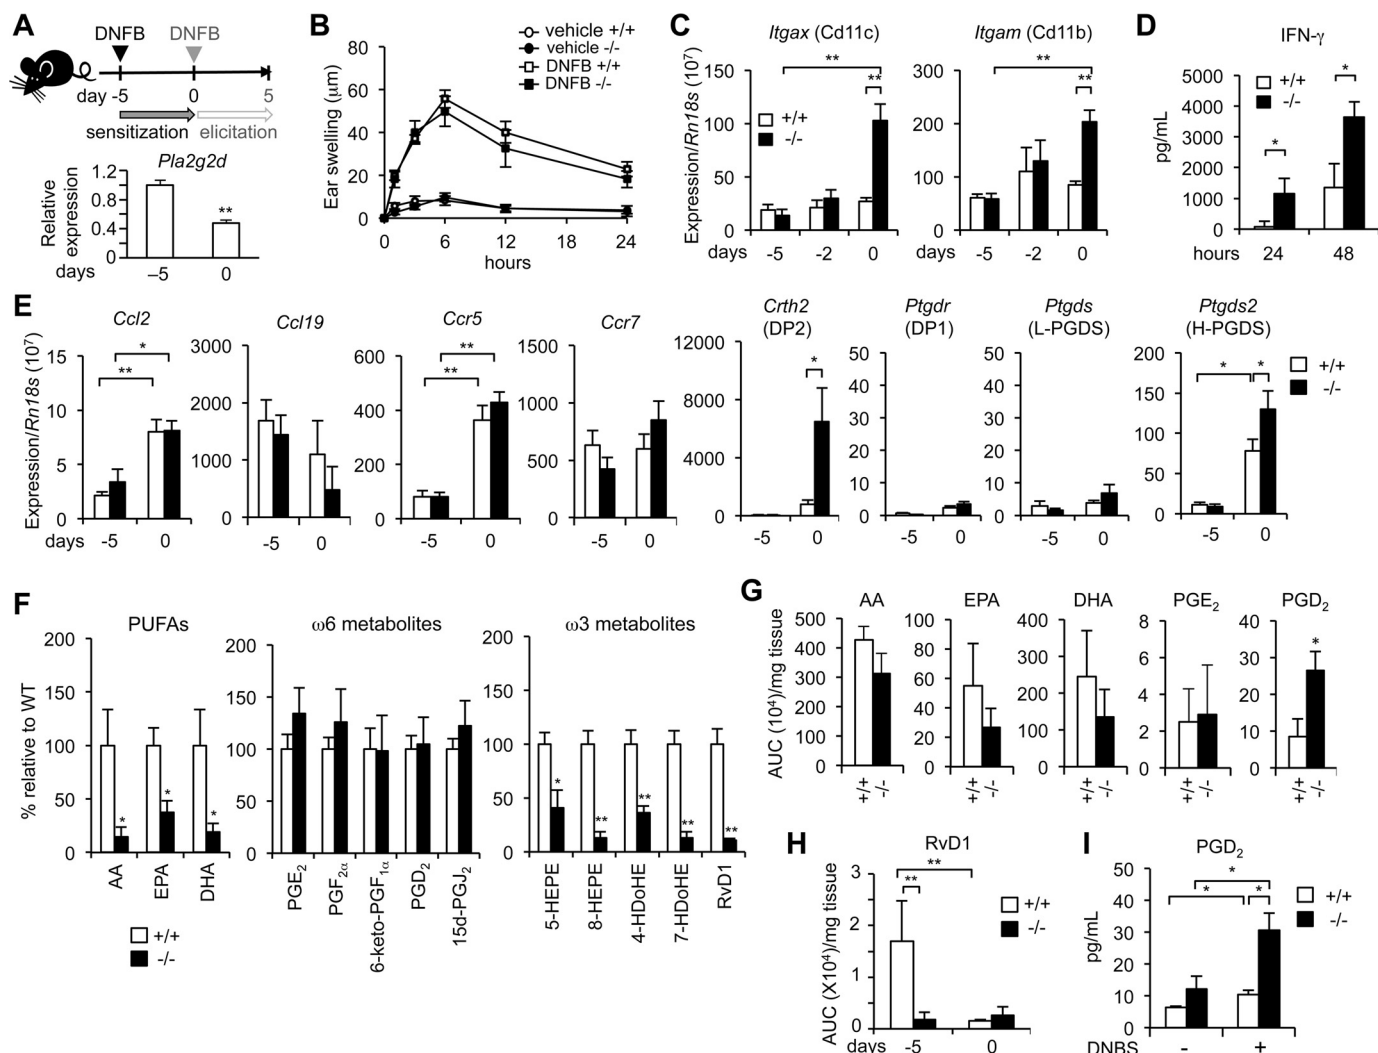 A
DNFB DNFB
day -5 0 5
sensitization elicitation
Pla2g2d
Relative
expression
1.2
0.8
0.4
0
**
days –5 0
B
vehicle +/+
vehicle -/-
DNFB +/+
DNFB -/-
Ear swelling (μm)
80
60
40
20
0
0 6 12 18 24
hours
C
Itgax (Cd11c)
Itgam (Cd11b)
Expression/Rn18s (10⁷)
150
100
50
0
** **
+/+
-/-
days -5 -2 0
300
200
100
0
** **
-5 -2 0
D
IFN-γ
pg/mL
5000
4000
3000
2000
1000
0
+/+
-/-
* *
hours 24 48
E
Ccl2
Expression/Rn18s (10⁷)
15
10
5
0
*
**
days -5 0
Ccl19
3000
2000
1000
0
-5 0
Ccr5
600
400
200
0
**
**
-5 0
Ccr7
1500
1000
500
0
-5 0
Crth2
(DP2)
12000
8000
4000
0
*
-5 0
Ptgdr
(DP1)
50
40
30
20
10
0
-5 0
Ptgds
(L-PGDS)
50
40
30
20
10
0
-5 0
Ptgds2
(H-PGDS)
200
150
100
50
0
* *
-5 0
+/+
-/-
F
PUFAs
% relative to WT
200
150
100
50
0
* * *
AA EPA DHA
+/+
-/-
ω6 metabolites
200
150
100
50
0
PGE₂ PGF₂α 6-keto-PGF₁α PGD₂ 15d-PGJ₂
ω3 metabolites
200
150
100
50
0
* ** ** ** **
5-HEPE 8-HEPE 4-HDoHE 7-HDoHE RvD1
G
AUC (10⁴)/mg tissue
AA
500
400
300
200
100
0
+/+ -/-
EPA
100
80
60
40
20
0
+/+ -/-
DHA
400
300
200
100
0
+/+ -/-
PGE₂
8
6
4
2
0
+/+ -/-
PGD₂
40
30
20
10
0
*
+/+ -/-
H
RvD1
AUC (X10⁴)/mg tissue
3
2
1
0
**
**
+/+
-/-
days -5 0
I
PGD₂
pg/mL
50
40
30
20
10
0
*
* *
+/+
-/-
DNBS - +